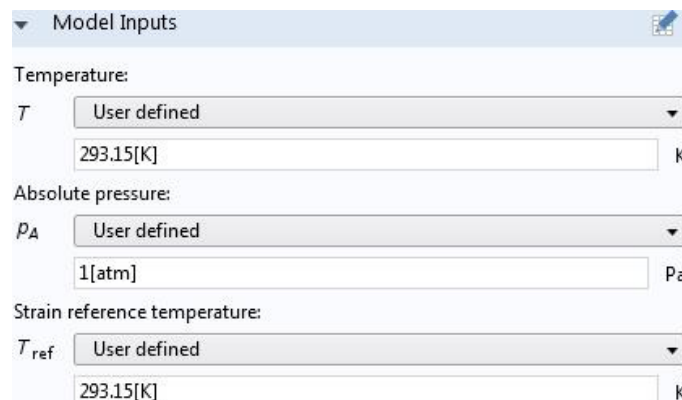 Model Inputs
Temperature:
T User defined
293.15[K] K
Absolute pressure:
PA User defined
1[atm] Pa
Strain reference temperature:
Tref User defined
293.15[K] K